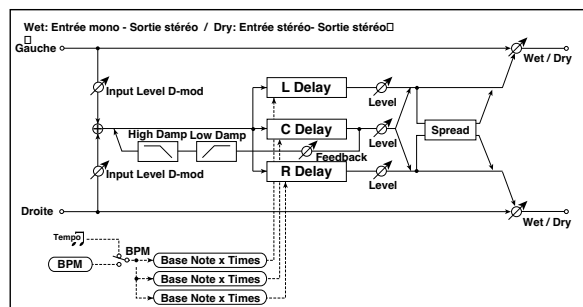 Wet: Entrée mono - Sortie stéréo / Dry: Entrée stéréo- Sortie stéréo
Gauche
Wet / Dry
Input Level D-mod
L Delay
Level
High Damp
Low Damp
C Delay
Level
Spread
Feedback
Input Level D-mod
R Delay
Level
Droite
Wet / Dry
Tempo
BPM
BPM
Base Note x Times
Base Note x Times
Base Note x Times